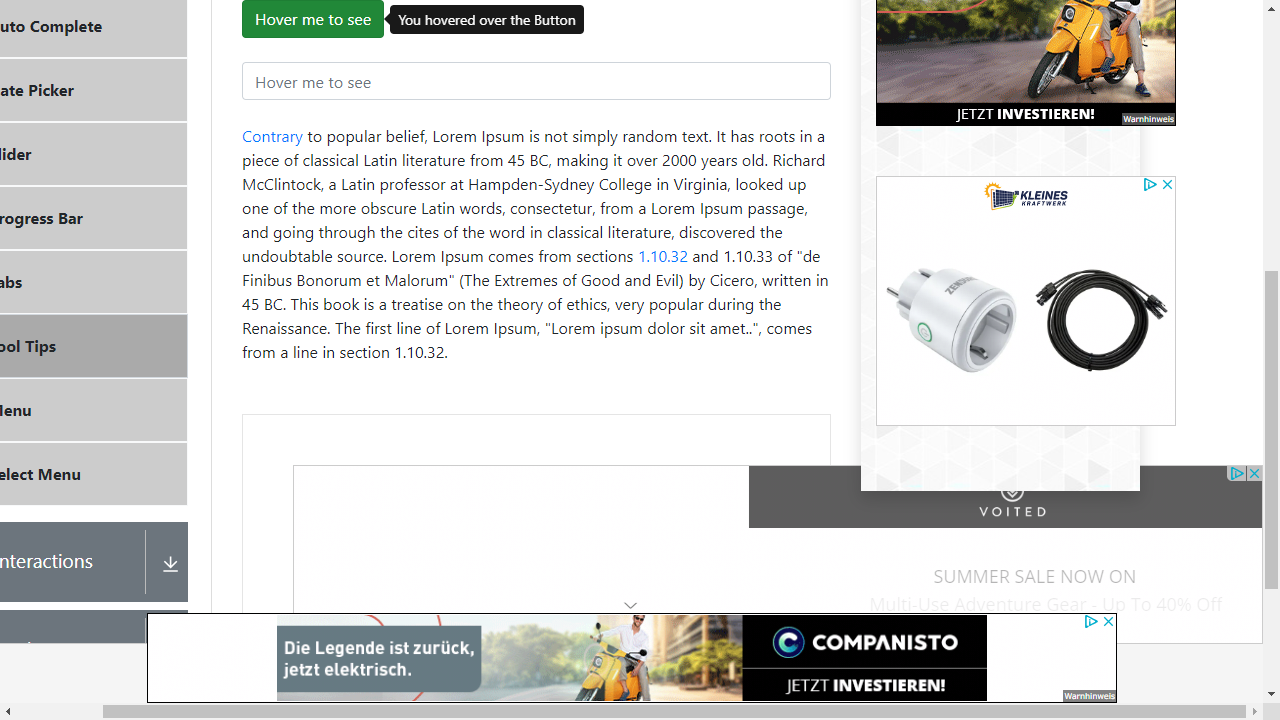 uto Complete
ate Picker
lider
rogress Bar
abs
ool Tips
Menu
elect Menu
nteractions
Hover me to see
You hovered over the Button
Hover me to see
Contrary to popular belief, Lorem Ipsum is not simply random text. It has roots in a
piece of classical Latin literature from 45 BC, making it over 2000 years old. Richard
McClintock, a Latin professor at Hampden-Sydney College in Virginia, looked up
one of the more obscure Latin words, consectetur, from a Lorem Ipsum passage,
and going through the cites of the word in classical literature, discovered the
undoubtable source. Lorem Ipsum comes from sections 1.10.32 and 1.10.33 of "de
Finibus Bonorum et Malorum" (The Extremes of Good and Evil) by Cicero, written in
45 BC. This book is a treatise on the theory of ethics, very popular during the
Renaissance. The first line of Lorem Ipsum, "Lorem ipsum dolor sit amet..", comes
from a line in section 1.10.32.
JETZT INVESTIEREN!
Warnhinweis
KLEINES
KRAFTWERK
VOITED
SUMMER SALE NOW ON
Multi-Use Adventure Gear - Up To 40% Off
Die Legende ist zurück,
jetzt elektrisch.
COMPANISTO
JETZT INVESTIEREN!
Warnhinweis